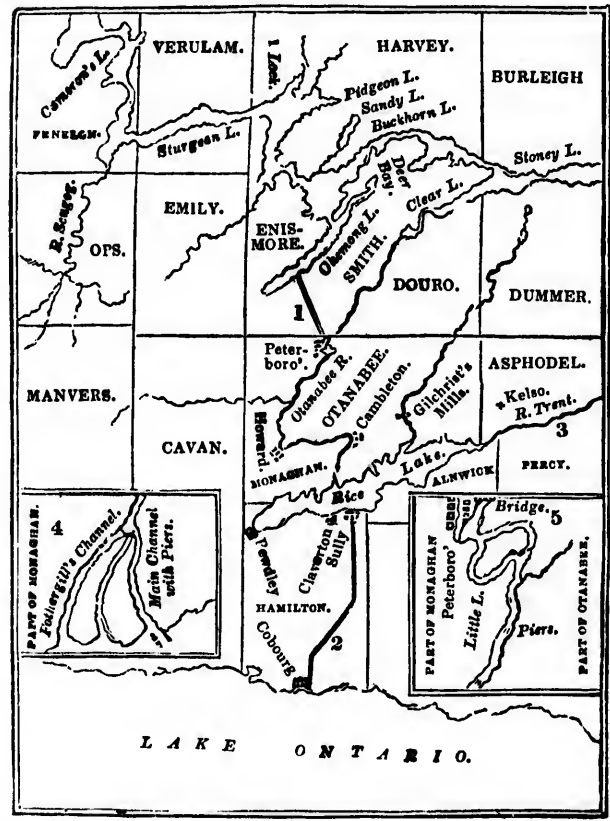 VERULAM.
1 Lock.
HARVEY.
BURLEIGH
Cameron's L.
Pidgeon L.
Sandy L.
Buckhorn L.
FENELON.
Sturgeon L.
Stoney L.
Deer
Bay.
Clear L.
R. Scugog.
EMILY.
OPS.
ENIS-
MORE.
Chemong L.
SMITH.
DOURO.
DUMMER.
1
Peter-
boro'.
Otanabee R.
OTANABEE.
Cambleton.
Gilchrist's
Mills.
ASPHODEL.
Kelso.
R. Trent.
3
MANVERS.
CAVAN.
Howard.
MONAGHAN.
Rice Lake.
ALNWICK
PERCY.
4
PART OF MONAGHAN.
Fothergill's Channel.
Main Channel
with Piers.
Pewdley
Claverton
Sully
HAMILTON.
2
Cobourg
Bridge.
5
PART OF MONAGHAN
Peterboro'
Little L.
Piers.
PART OF OTANABEE.
LAKE ONTARIO.